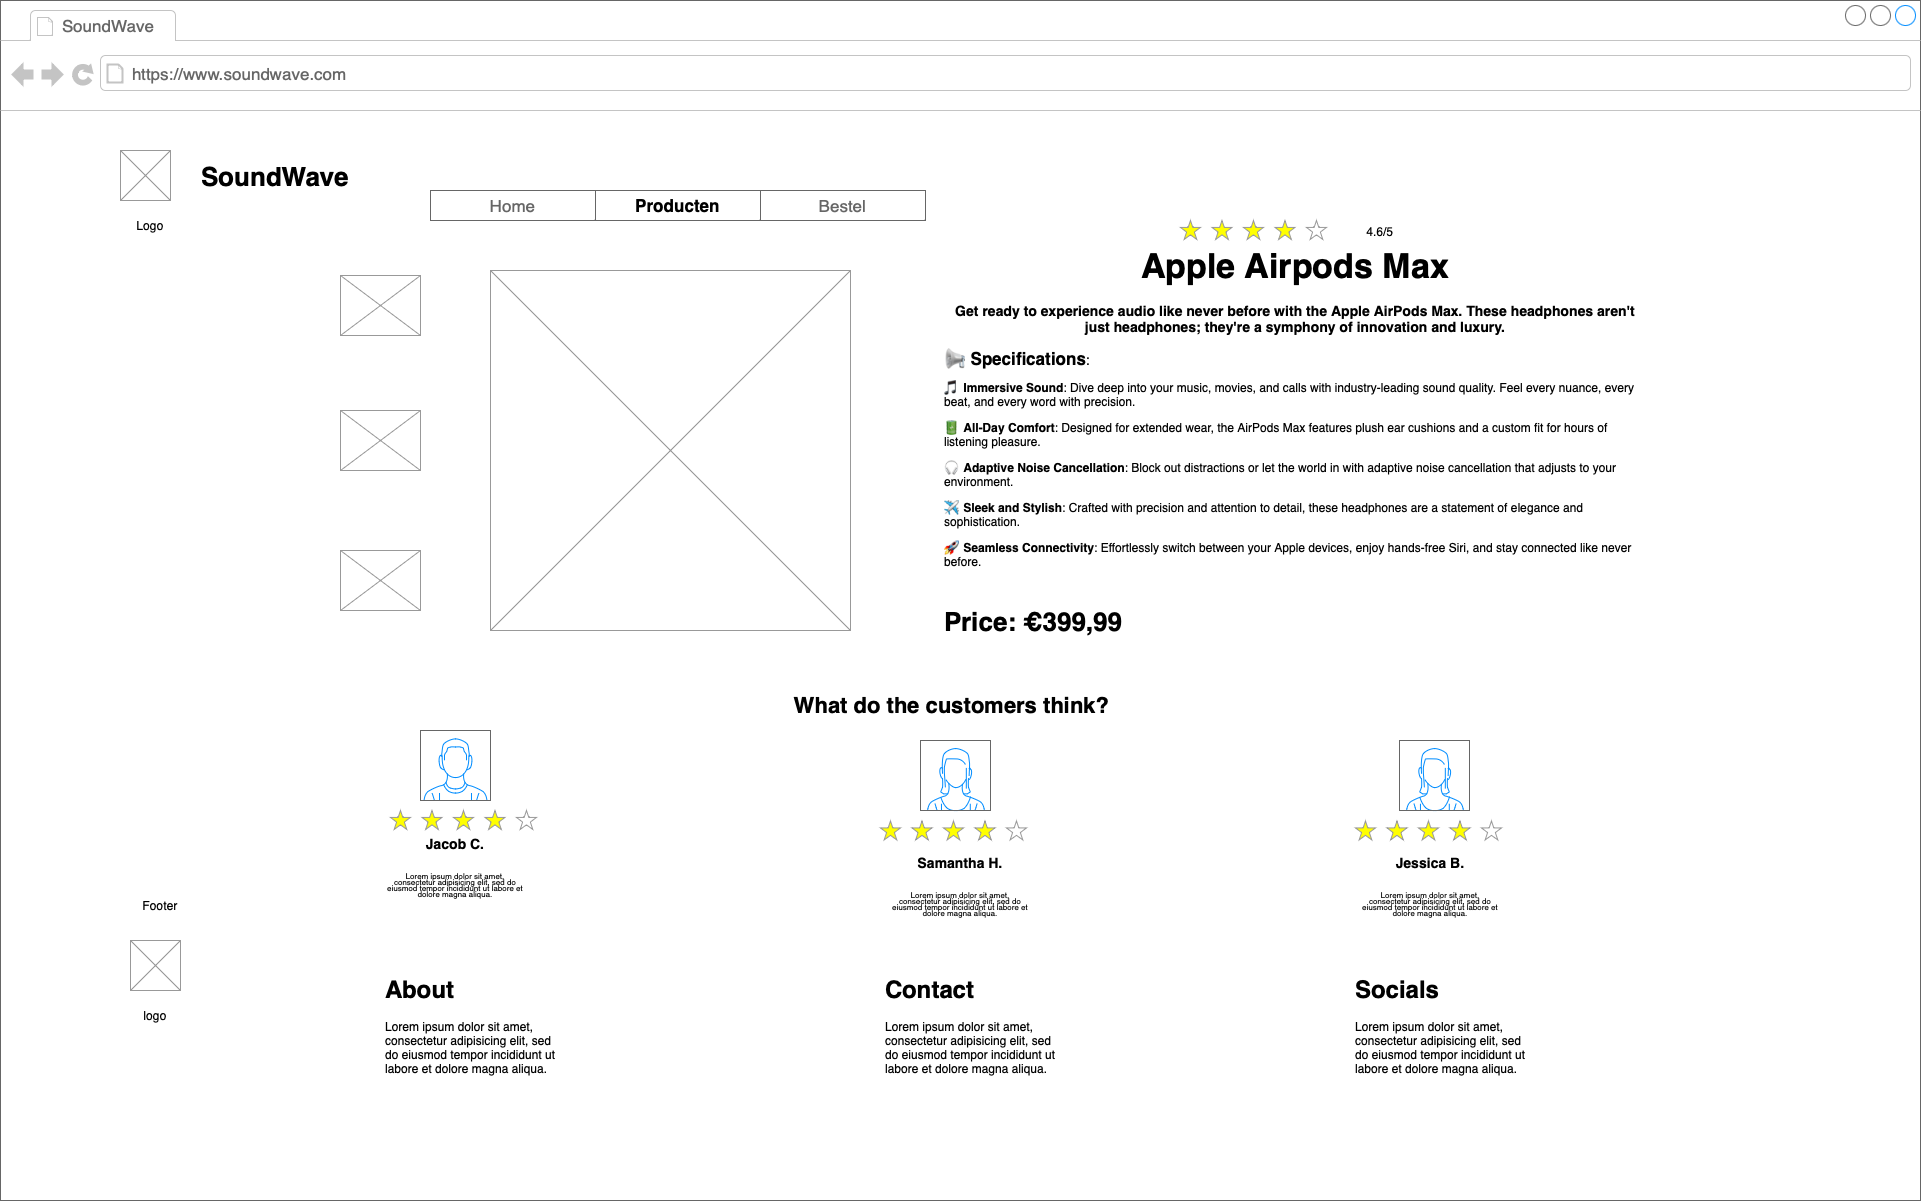 SoundWave
https://www.soundwave.com
SoundWave
Logo
Home
Producten
Bestel
4.6/5
Apple Airpods Max
Get ready to experience audio like never before with the Apple AirPods Max. These headphones aren't
just headphones; they're a symphony of innovation and luxury.
📢 Specifications:
🎵 Immersive Sound: Dive deep into your music, movies, and calls with industry-leading sound quality. Feel every nuance, every
beat, and every word with precision.
🔋 All-Day Comfort: Designed for extended wear, the AirPods Max features plush ear cushions and a custom fit for hours of
listening pleasure.
🎧 Adaptive Noise Cancellation: Block out distractions or let the world in with adaptive noise cancellation that adjusts to your
environment.
✈️ Sleek and Stylish: Crafted with precision and attention to detail, these headphones are a statement of elegance and
sophistication.
🚀 Seamless Connectivity: Effortlessly switch between your Apple devices, enjoy hands-free Siri, and stay connected like never
before.
Price: €399,99
What do the customers think?
Jacob C.
Lorem ipsum dolor sit amet,
consectetur adipisicing elit, sed do
eiusmod tempor incididunt ut labore et
dolore magna aliqua.
Samantha H.
Lorem ipsum dolor sit amet,
consectetur adipisicing elit, sed do
eiusmod tempor incididunt ut labore et
dolore magna aliqua.
Jessica B.
Lorem ipsum dolor sit amet,
consectetur adipisicing elit, sed do
eiusmod tempor incididunt ut labore et
dolore magna aliqua.
Footer
logo
About
Lorem ipsum dolor sit amet,
consectetur adipisicing elit, sed
do eiusmod tempor incididunt ut
labore et dolore magna aliqua.
Contact
Lorem ipsum dolor sit amet,
consectetur adipisicing elit, sed
do eiusmod tempor incididunt ut
labore et dolore magna aliqua.
Socials
Lorem ipsum dolor sit amet,
consectetur adipisicing elit, sed
do eiusmod tempor incididunt ut
labore et dolore magna aliqua.